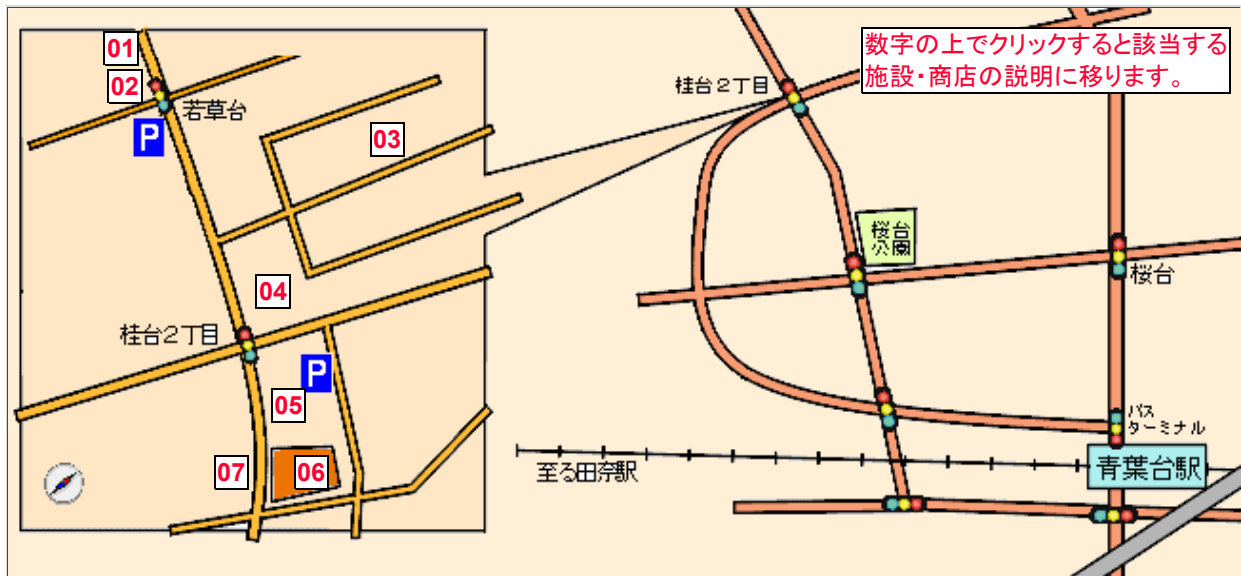 数字の上でクリックすると該当する
施設・商店の説明に移ります。
01
02
若草台
P
03
04
桂台2丁目
P
05
06
07
桂台2丁目
桜台
公園
桜台
バス
ターミナル
青葉台駅
至る田奈駅